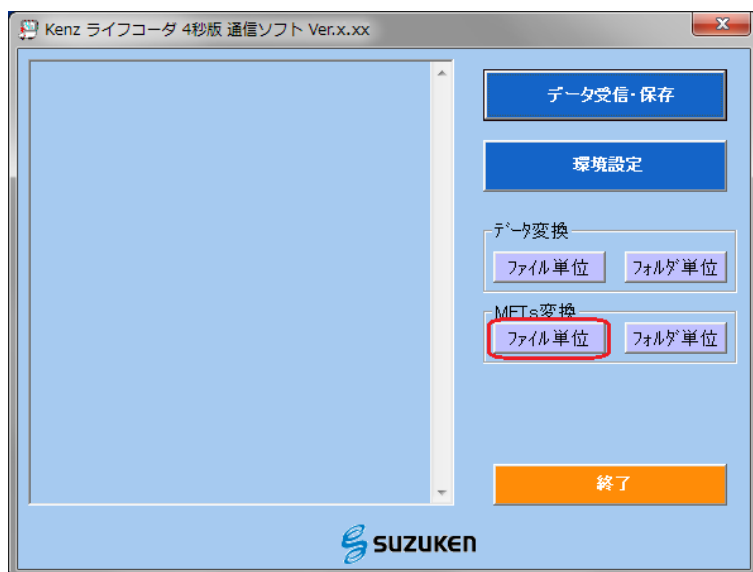 Kenz ライフコーダ 4秒版 通信ソフト Ver.x.xx
データ受信・保存
環境設定
データ変換
ファイル単位 フォルダ単位
METs変換
ファイル単位 フォルダ単位
終了
SUZUKEN